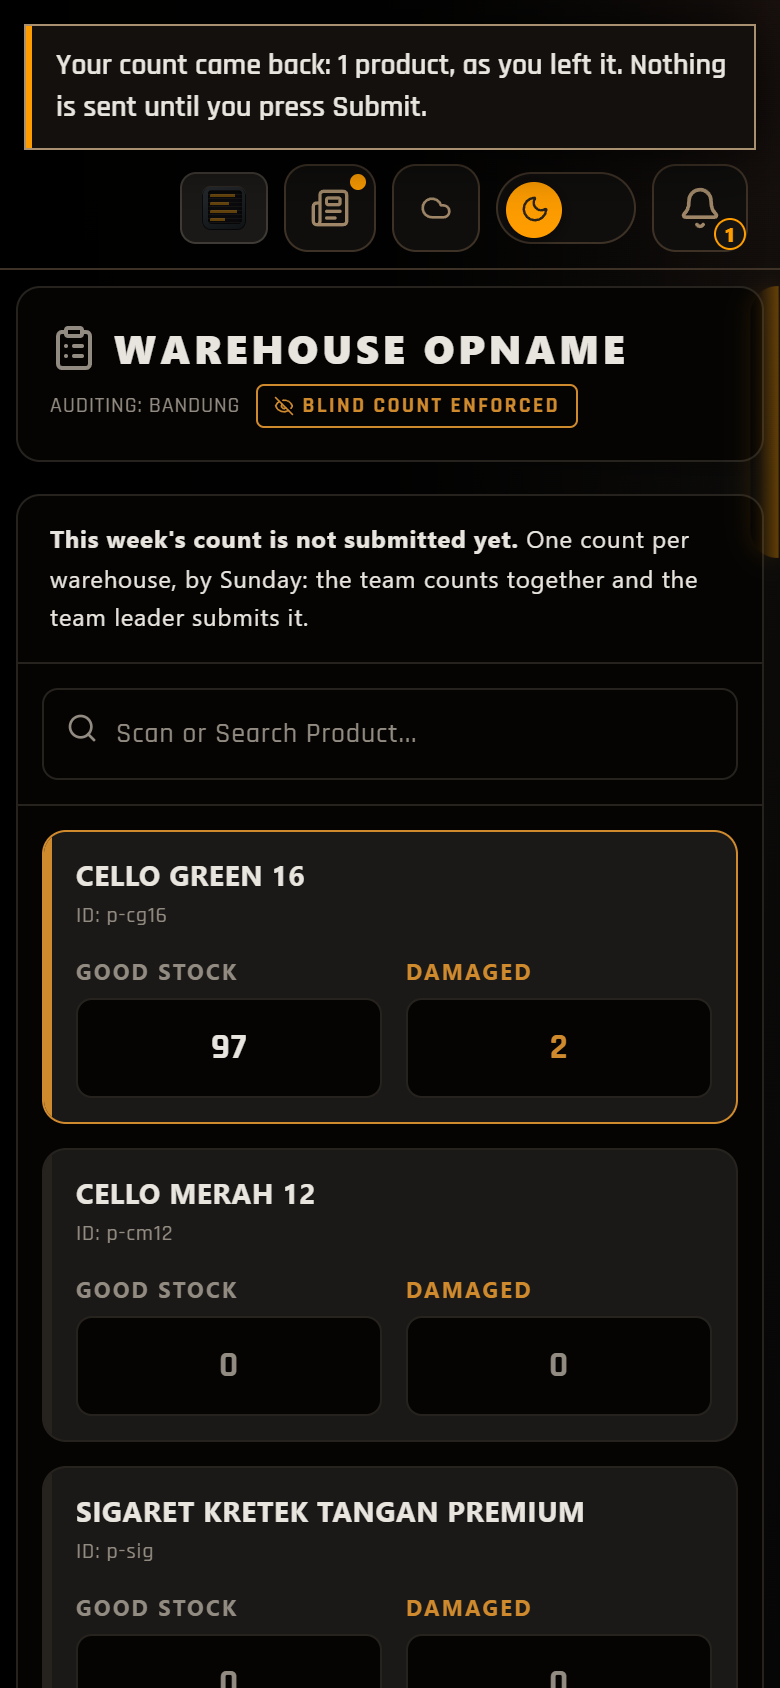 Your count came back: 1 product, as you left it. Nothing
is sent until you press Submit.
1
WAREHOUSE OPNAME
AUDITING: BANDUNG
BLIND COUNT ENFORCED
This week's count is not submitted yet. One count per
warehouse, by Sunday: the team counts together and the
team leader submits it.
Scan or Search Product...
CELLO GREEN 16
ID: p-cg16
GOOD STOCK DAMAGED
97 2
CELLO MERAH 12
ID: p-cm12
GOOD STOCK DAMAGED
0 0
SIGARET KRETEK TANGAN PREMIUM
ID: p-sig
GOOD STOCK DAMAGED
0 0